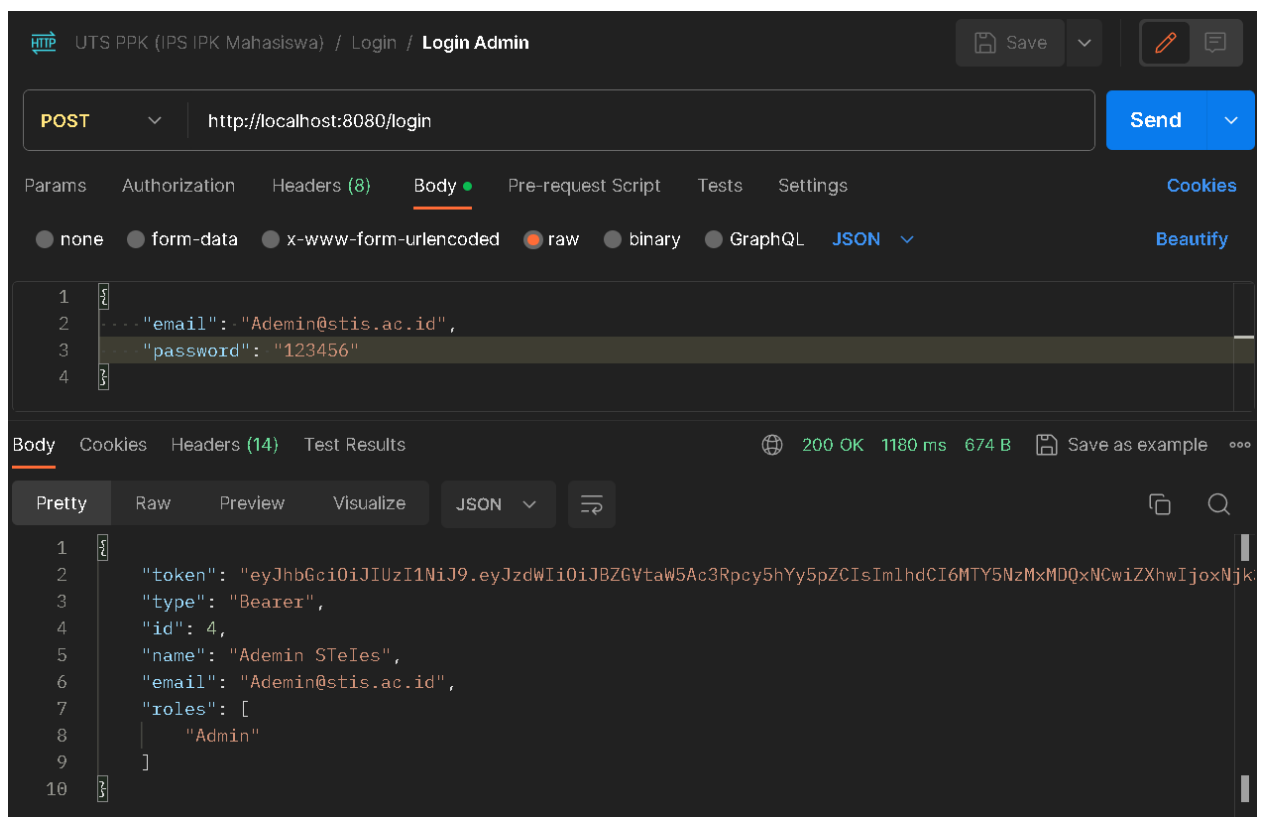 HTTP UTS PPK (IPS IPK Mahasiswa) / Login / Login Admin Save
POST http://localhost:8080/login Send
Params Authorization Headers (8) Body Pre-request Script Tests Settings Cookies
none form-data x-www-form-urlencoded raw binary GraphQL JSON Beautify
1 {
2 "email": "Ademin@stis.ac.id",
3 "password": "123456"
4 }
Body Cookies Headers (14) Test Results 200 OK 1180 ms 674 B Save as example
Pretty Raw Preview Visualize JSON
1 {
2 "token": "eyJhbGciOiJIUzI1NiJ9.eyJzdWIiOiJBZGVtaW5Ac3Rpcy5hYy5pZCIsImlhdCI6MTY5NzMxMDQxNCwiZXhwIjoxNjk
3 "type": "Bearer",
4 "id": 4,
5 "name": "Ademin STeIes",
6 "email": "Ademin@stis.ac.id",
7 "roles": [
8 "Admin"
9 ]
10 }